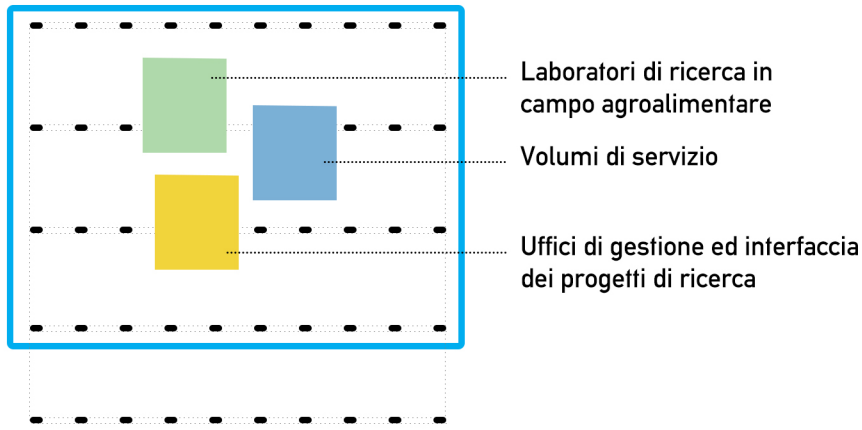 Laboratori di ricerca in
campo agroalimentare
Volumi di servizio
Uffici di gestione ed interfaccia
dei progetti di ricerca